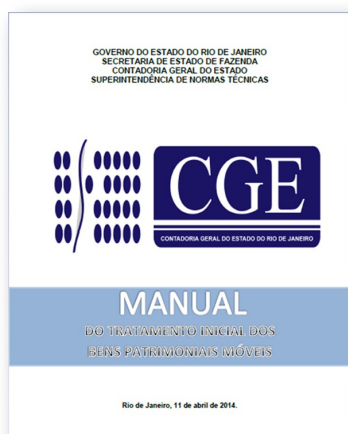 GOVERNO DO ESTADO DO RIO DE JANEIRO
SECRETARIA DE ESTADO DE FAZENDA
CONTADORIA GERAL DO ESTADO
SUPERINTENDÊNCIA DE NORMAS TÉCNICAS
CGE
CONTADORIA GERAL DO ESTADO DO RIO DE JANEIRO
MANUAL
DO TRATAMENTO INICIAL DOS
BENS PATRIMONIAIS MÓVEIS
Rio de Janeiro, 11 de abril de 2014.